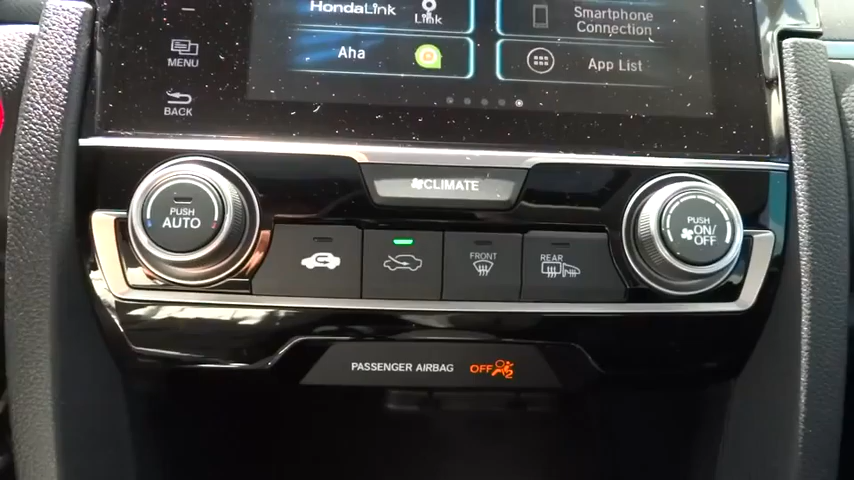 HondaLink
Link
Smartphone
Connection
Aha
App List
MENU
BACK
CLIMATE
PUSH
AUTO
PUSH
ON/
OFF
FRONT
REAR
PASSENGER AIRBAG
OFF
2